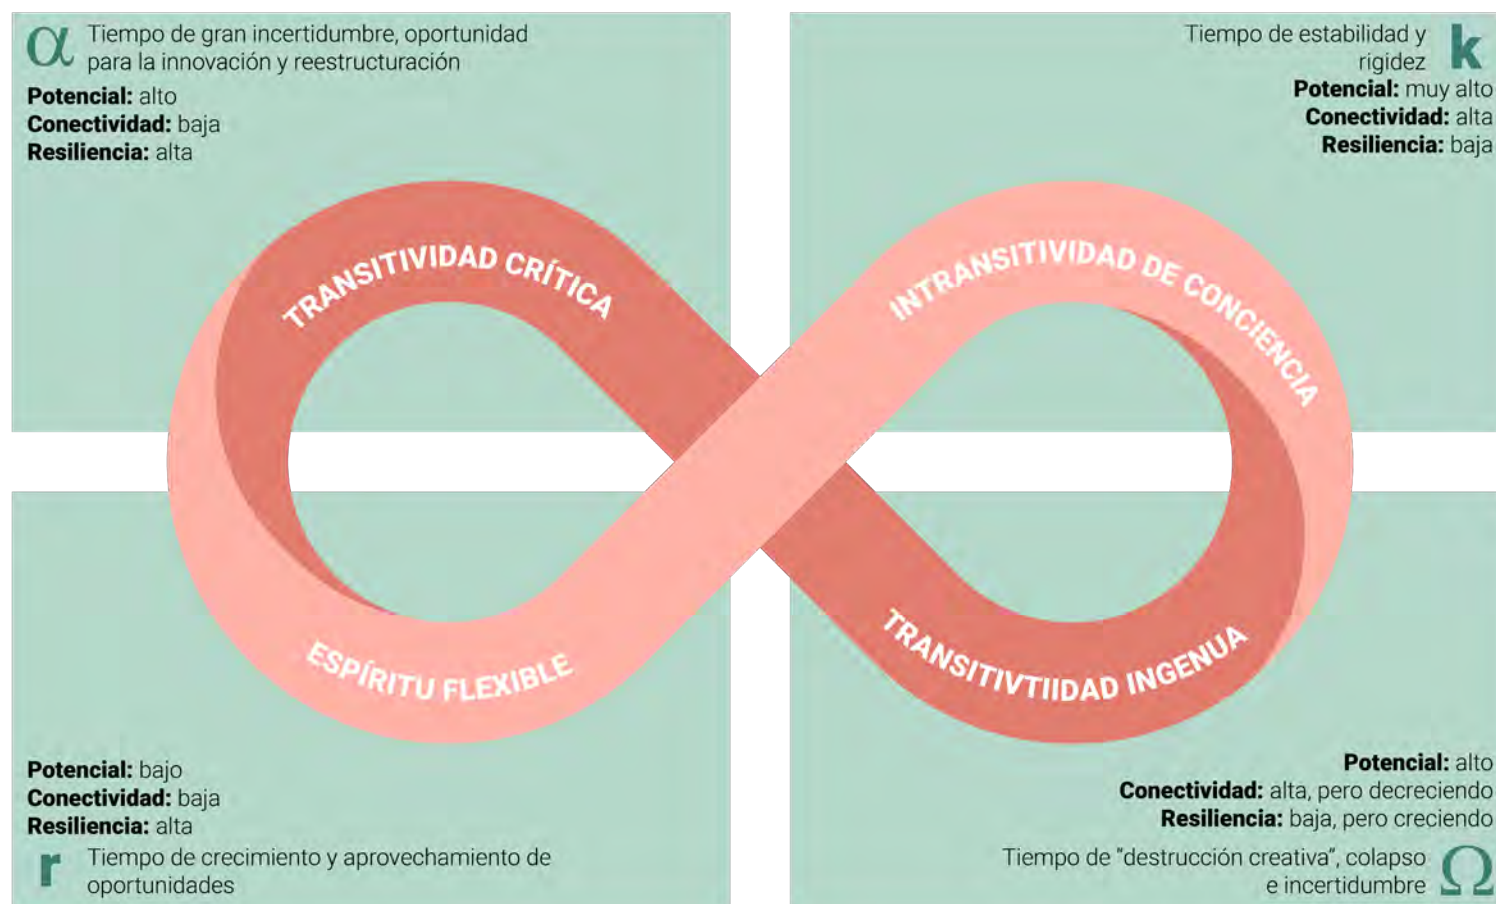 α
Tiempo de gran incertidumbre, oportunidad
para la innovación y reestructuración
Potencial: alto
Conectividad: baja
Resiliencia: alta
Tiempo de estabilidad y
rigidez
k
Potencial: muy alto
Conectividad: alta
Resiliencia: baja
TRANSITIVIDAD CRÍTICA
INTRANSITIVIDAD DE CONCIENCIA
ESPÍRITU FLEXIBLE
TRANSITIVTIIDAD INGENUA
Potencial: bajo
Conectividad: baja
Resiliencia: alta
r
Tiempo de crecimiento y aprovechamiento de
oportunidades
Potencial: alto
Conectividad: alta, pero decreciendo
Resiliencia: baja, pero creciendo
Tiempo de "destrucción creativa", colapso
e incertidumbre
Ω